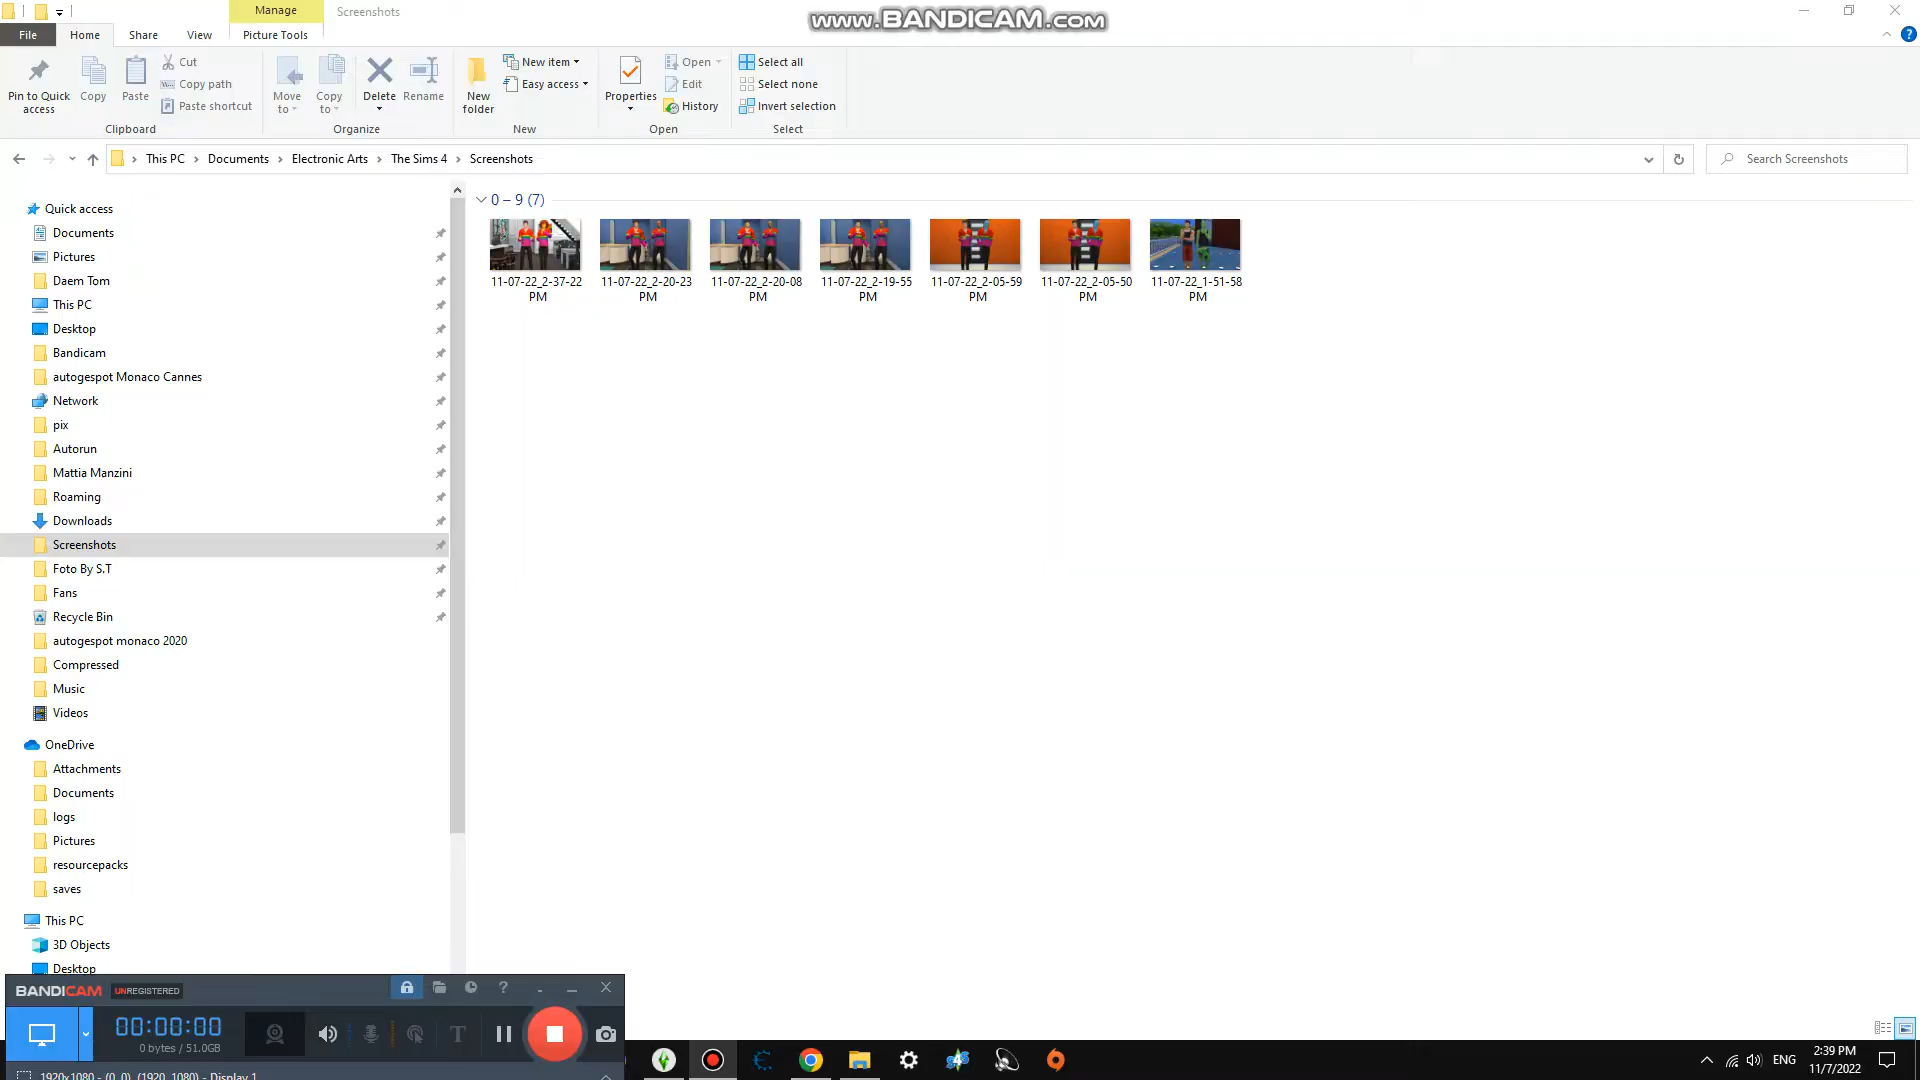 Manage
Screenshots
www.BANDICAM.com
File
Home
Share
View
Picture Tools
Pin to Quick access
Copy
Paste
Cut
Copy path
Paste shortcut
Clipboard
Move to
Copy to
Delete
Rename
Organize
New folder
New item
Easy access
New
Properties
Open
Edit
History
Open
Select all
Select none
Invert selection
Select
This PC
Documents
Electronic Arts
The Sims 4
Screenshots
Search Screenshots
Quick access
Documents
Pictures
Daem Tom
This PC
Desktop
Bandicam
autogespot Monaco Cannes
Network
pix
Autorun
Mattia Manzini
Roaming
Downloads
Screenshots
Foto By S.T
Fans
Recycle Bin
autogespot monaco 2020
Compressed
Music
Videos
OneDrive
Attachments
Documents
logs
Pictures
resourcepacks
saves
This PC
3D Objects
Desktop
0 – 9 (7)
11-07-22_2-37-22 PM
11-07-22_2-20-23 PM
11-07-22_2-20-08 PM
11-07-22_2-19-55 PM
11-07-22_2-05-59 PM
11-07-22_2-05-50 PM
11-07-22_1-51-58 PM
BANDICAM UNREGISTERED
00:00:00
0 bytes / 51.0GB
1920x1080 - (0, 0), (1920, 1080) - Display 1
ENG
2:39 PM
11/7/2022